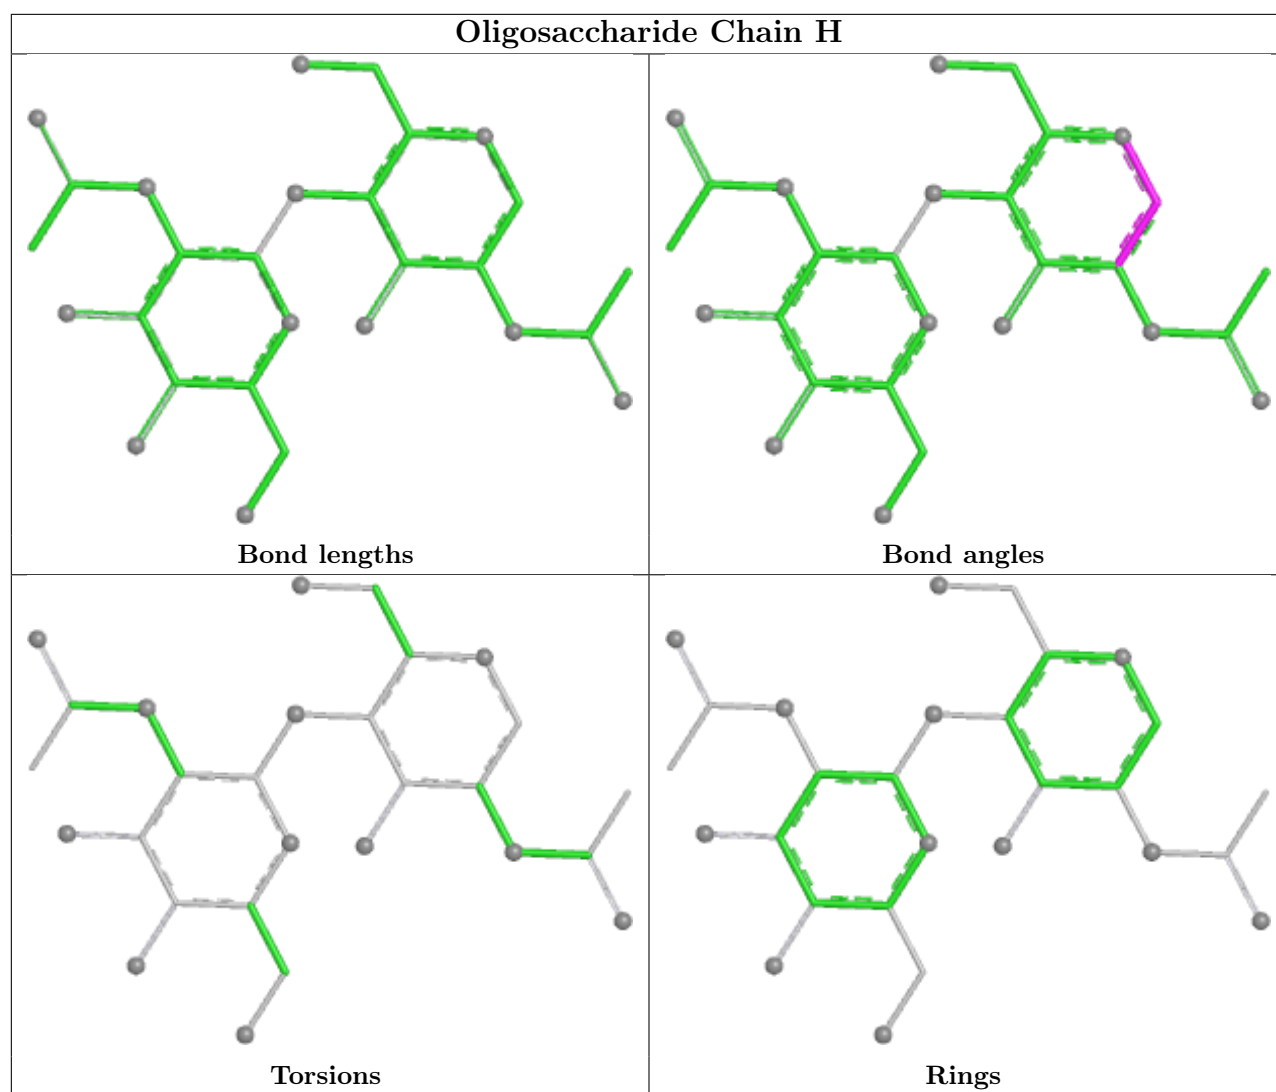 Oligosaccharide Chain H
Bond lengths
Bond angles
Torsions
Rings